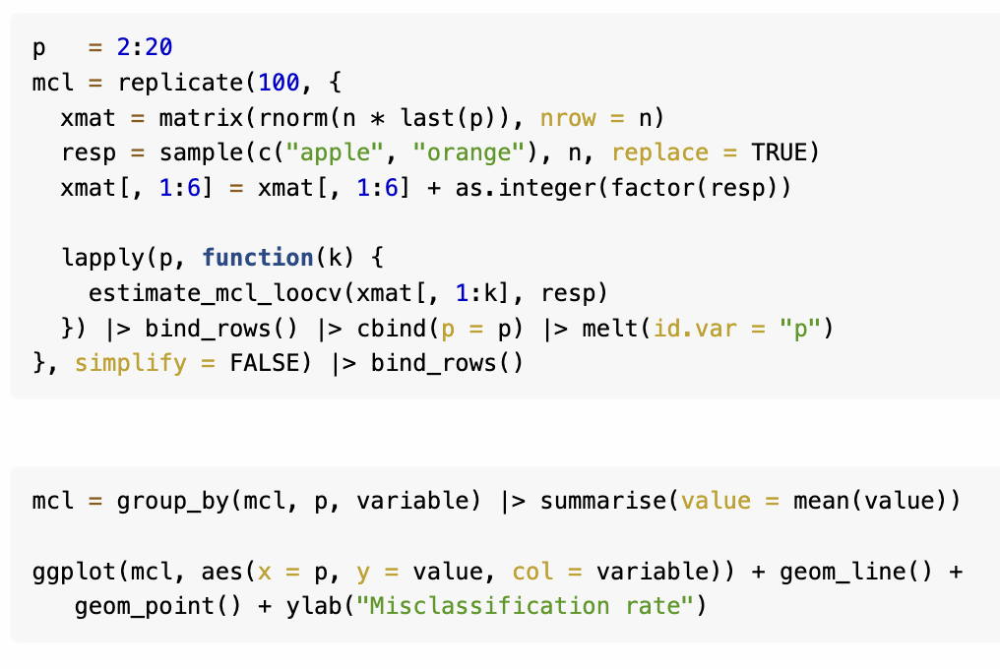 p   = 2:20
mcl = replicate(100, {
  xmat = matrix(rnorm(n * last(p)), nrow = n)
  resp = sample(c("apple", "orange"), n, replace = TRUE)
  xmat[, 1:6] = xmat[, 1:6] + as.integer(factor(resp))

  lapply(p, function(k) {
    estimate_mcl_loocv(xmat[, 1:k], resp)
  }) |> bind_rows() |> cbind(p = p) |> melt(id.var = "p")
}, simplify = FALSE) |> bind_rows()

mcl = group_by(mcl, p, variable) |> summarise(value = mean(value))

ggplot(mcl, aes(x = p, y = value, col = variable)) + geom_line() +
   geom_point() + ylab("Misclassification rate")